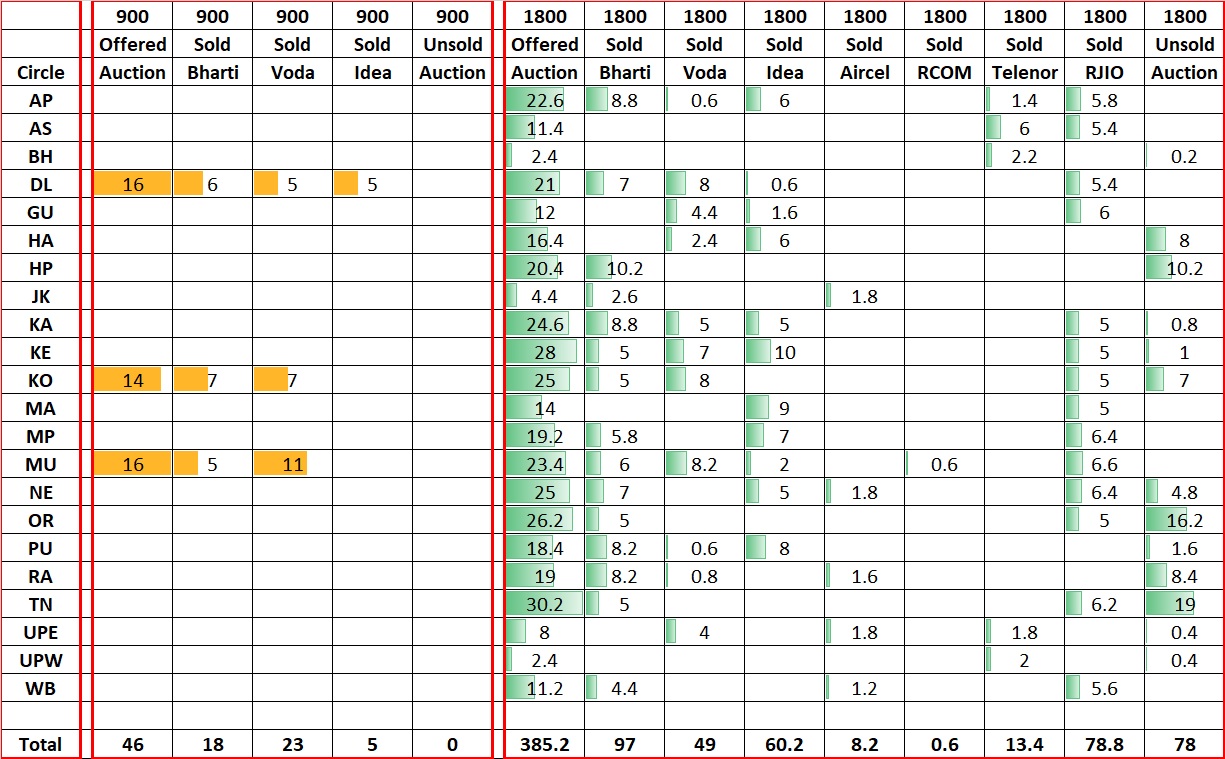 900 900 900 900 900 1800 1800 1800 1800 1800 1800 1800 1800 1800
Offered Sold Sold Sold Unsold Offered Sold Sold Sold Sold Sold Sold Sold Unsold
Circle Auction Bharti Voda Idea Auction Auction Bharti Voda Idea Aircel RCOM Telenor RJIO Auction
AP 22.6 8.8 0.6 6 1.4 5.8
AS 11.4 6 5.4
BH 2.4 2.2 0.2
DL 16 6 5 5 21 7 8 0.6 5.4
GU 12 4.4 1.6 6
HA 16.4 2.4 6 8
HP 20.4 10.2 10.2
JK 4.4 2.6 1.8
KA 24.6 8.8 5 5 5 0.8
KE 28 5 7 10 5 1
KO 14 7 7 25 5 8 5 7
MA 14 9 5
MP 19.2 5.8 7 6.4
MU 16 5 11 23.4 6 8.2 2 0.6 6.6
NE 25 7 5 1.8 6.4 4.8
OR 26.2 5 5 16.2
PU 18.4 8.2 0.6 8 1.6
RA 19 8.2 0.8 1.6 8.4
TN 30.2 5 6.2 19
UPE 8 4 1.8 1.8 0.4
UPW 2.4 2 0.4
WB 11.2 4.4 1.2 5.6
Total 46 18 23 5 0 385.2 97 49 60.2 8.2 0.6 13.4 78.8 78